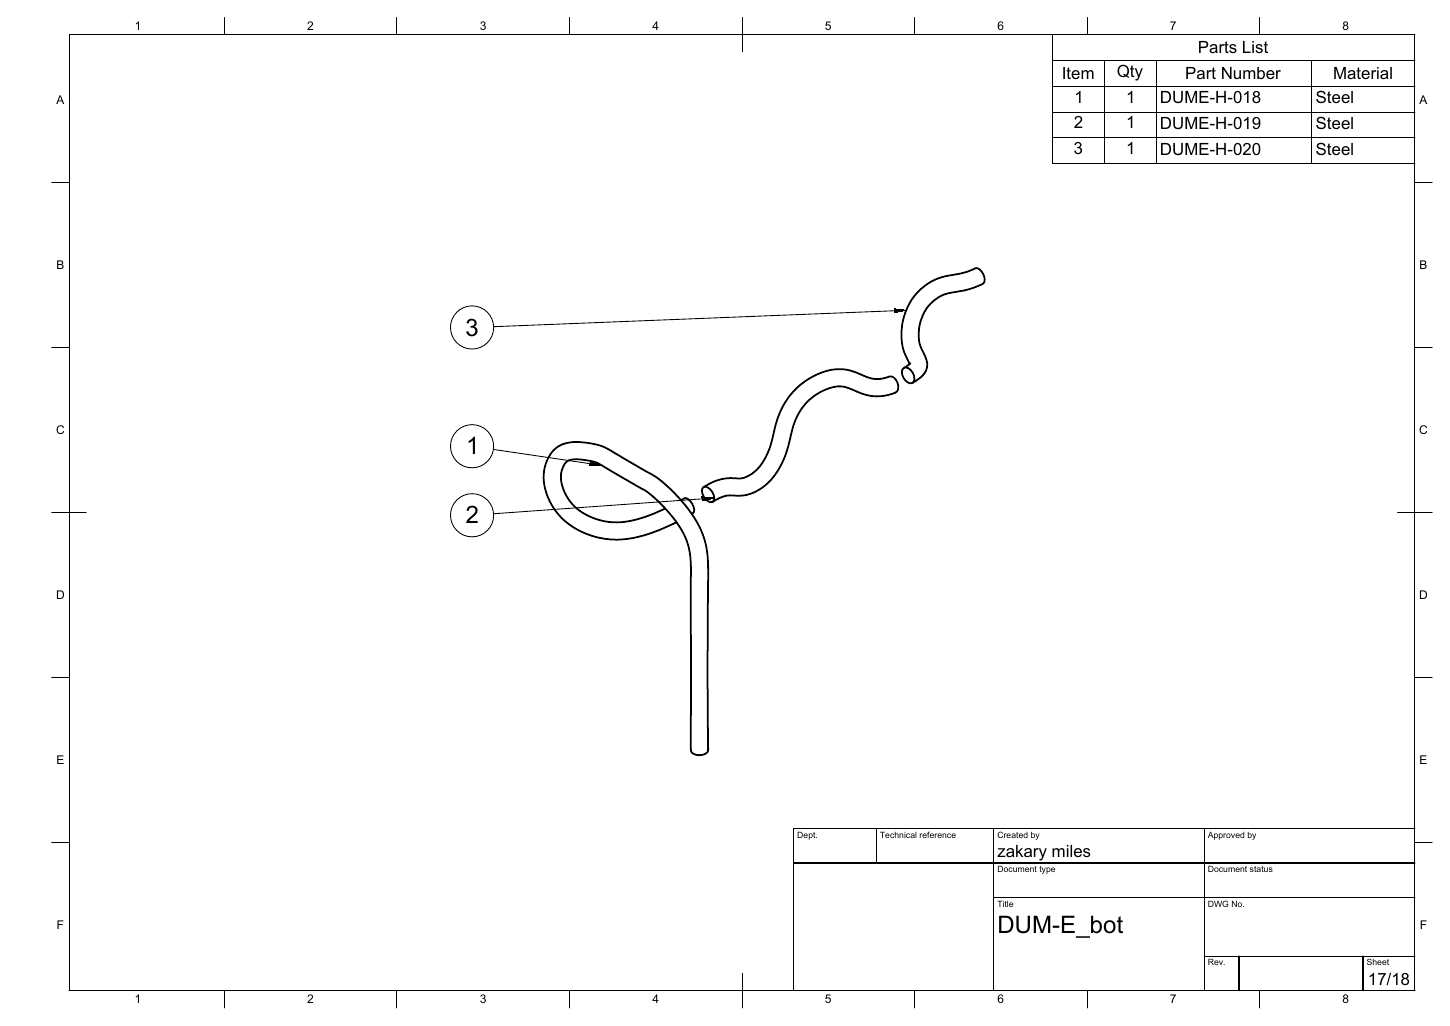 1 2 3 4 5 6 7 8
Parts List
Item Qty Part Number Material
1 1 DUME-H-018 Steel
2 1 DUME-H-019 Steel
3 1 DUME-H-020 Steel
A A
B B
3
C C
1
2
D D
E E
Dept. Technical reference Created by Approved by
zakary miles
Document type Document status
Title DWG No.
DUM-E_bot
F F
Rev. Sheet
17/18
1 2 3 4 5 6 7 8